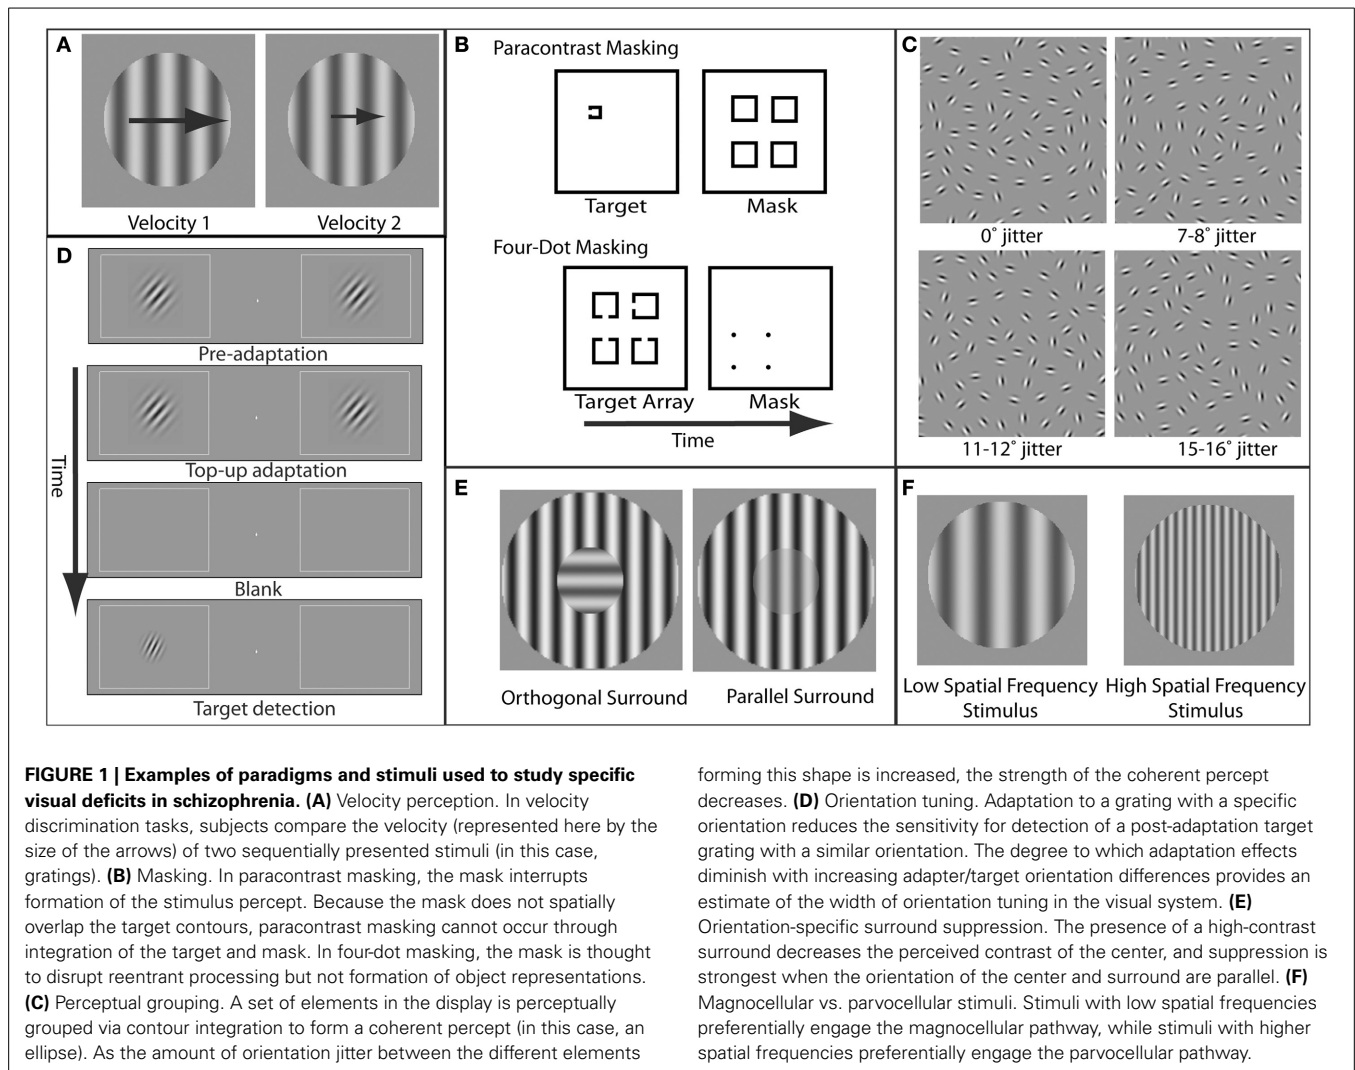 A
Velocity 1
Velocity 2
B
Paracontrast Masking
Target
Mask
Four-Dot Masking
Target Array
Mask
Time
C
0° jitter
7-8° jitter
11-12° jitter
15-16° jitter
D
Pre-adaptation
Top-up adaptation
Time
Blank
Target detection
E
Orthogonal Surround
Parallel Surround
F
Low Spatial Frequency
Stimulus
High Spatial Frequency
Stimulus
FIGURE 1 | Examples of paradigms and stimuli used to study specific
visual deficits in schizophrenia. (A) Velocity perception. In velocity
discrimination tasks, subjects compare the velocity (represented here by the
size of the arrows) of two sequentially presented stimuli (in this case,
gratings). (B) Masking. In paracontrast masking, the mask interrupts
formation of the stimulus percept. Because the mask does not spatially
overlap the target contours, paracontrast masking cannot occur through
integration of the target and mask. In four-dot masking, the mask is thought
to disrupt reentrant processing but not formation of object representations.
(C) Perceptual grouping. A set of elements in the display is perceptually
grouped via contour integration to form a coherent percept (in this case, an
ellipse). As the amount of orientation jitter between the different elements
forming this shape is increased, the strength of the coherent percept
decreases. (D) Orientation tuning. Adaptation to a grating with a specific
orientation reduces the sensitivity for detection of a post-adaptation target
grating with a similar orientation. The degree to which adaptation effects
diminish with increasing adapter/target orientation differences provides an
estimate of the width of orientation tuning in the visual system. (E)
Orientation-specific surround suppression. The presence of a high-contrast
surround decreases the perceived contrast of the center, and suppression is
strongest when the orientation of the center and surround are parallel. (F)
Magnocellular vs. parvocellular stimuli. Stimuli with low spatial frequencies
preferentially engage the magnocellular pathway, while stimuli with higher
spatial frequencies preferentially engage the parvocellular pathway.